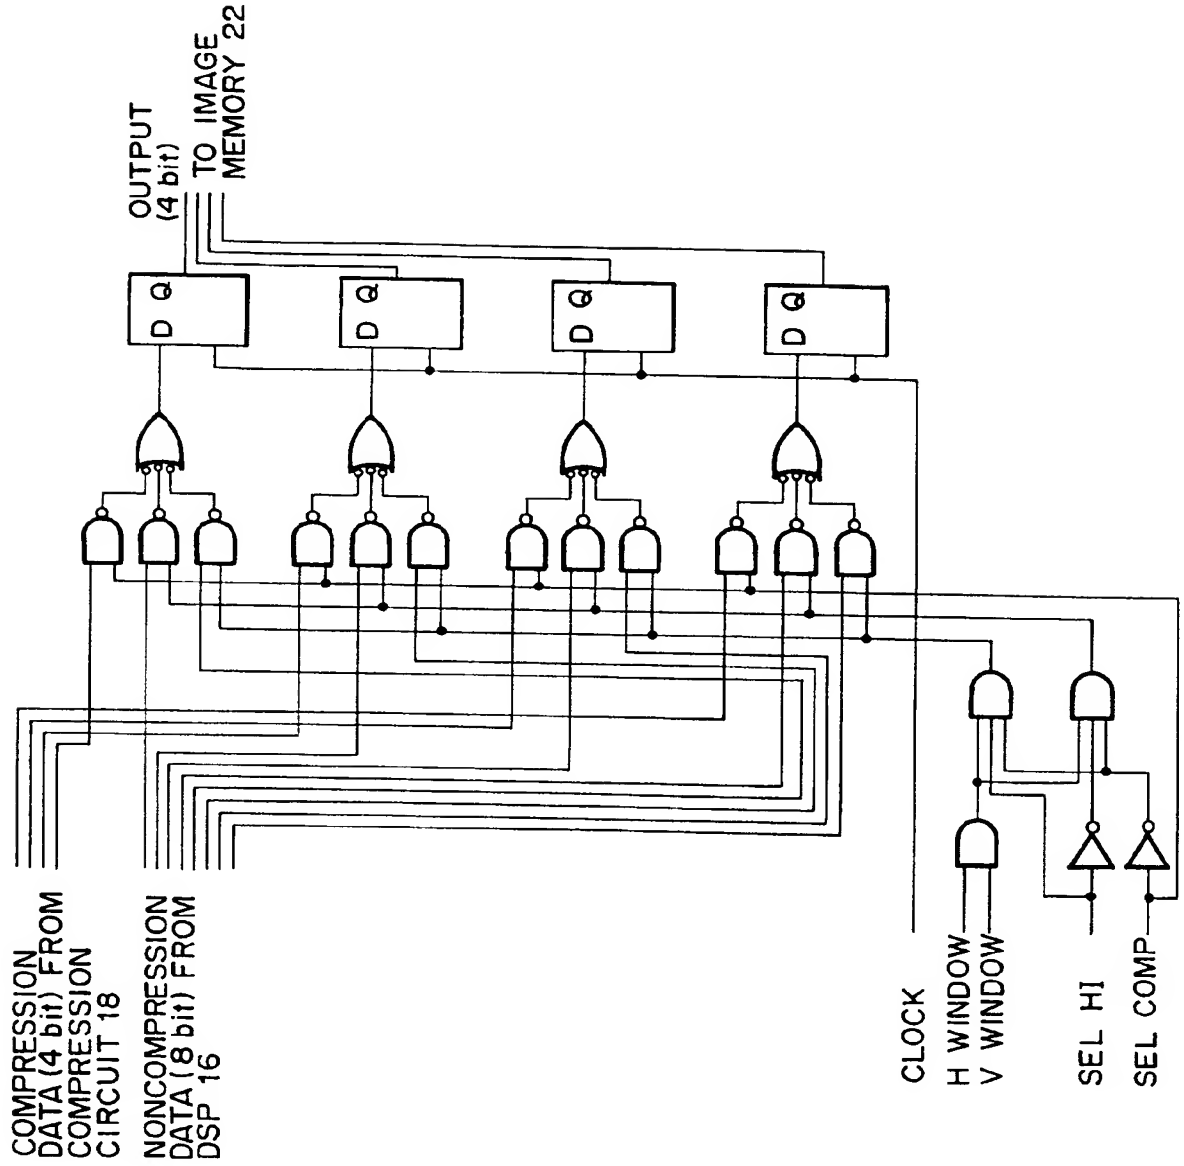 COMPRESSION
DATA (4 bit) FROM
COMPRESSION
CIRCUIT 18
NONCOMPRESSION
DATA (8 bit) FROM
DSP 16
CLOCK
H WINDOW
V WINDOW
SEL HI
SEL COMP
D Q
D Q
D Q
D Q
OUTPUT
(4 bit)
TO IMAGE
MEMORY 22